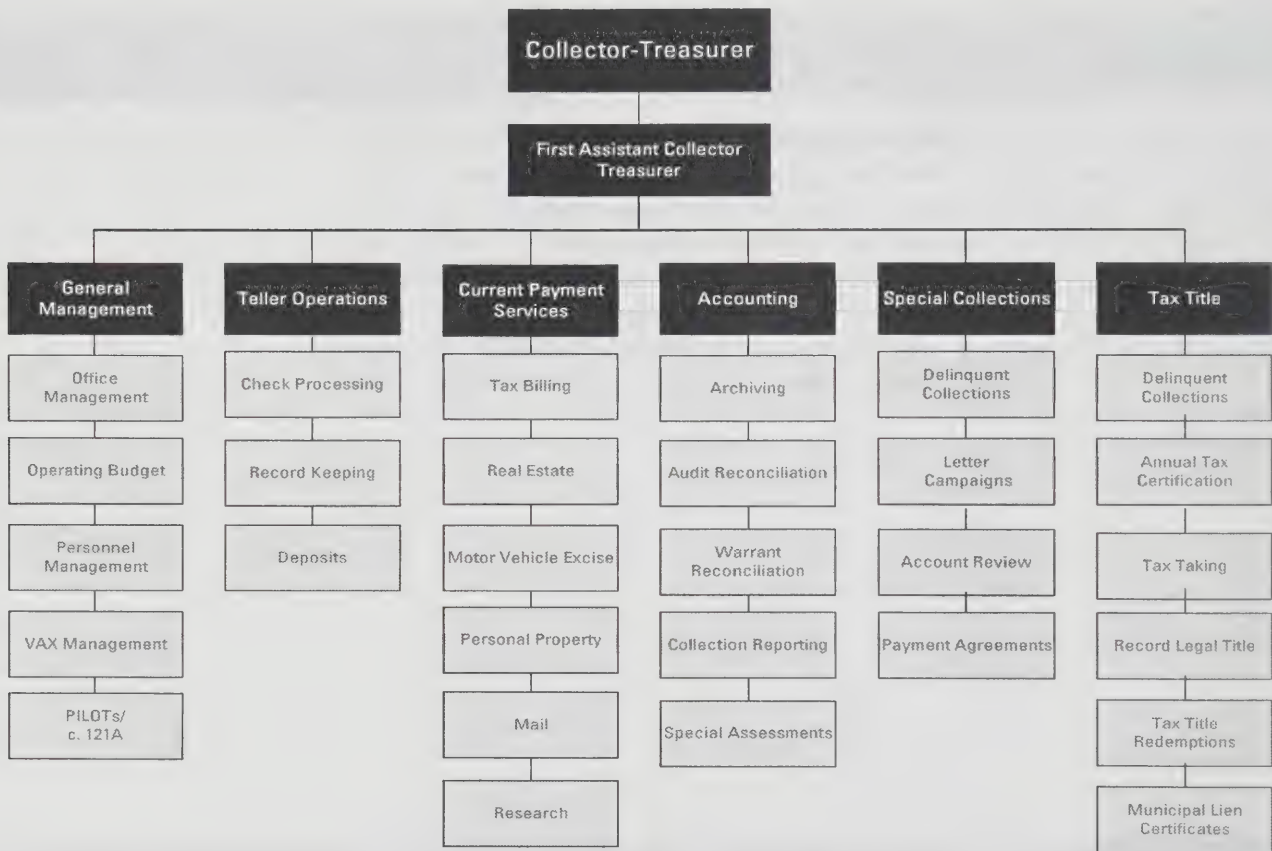 Collector-Treasurer
First Assistant Collector
Treasurer
General
Management
Office
Management
Operating Budget
Personnel
Management
VAX Management
PILOTs/
c. 121A
Teller Operations
Check Processing
Record Keeping
Deposits
Current Payment
Services
Tax Billing
Real Estate
Motor Vehicle Excise
Personal Property
Mail
Research
Accounting
Archiving
Audit Reconciliation
Warrant
Reconciliation
Collection Reporting
Special Assessments
Special Collections
Delinquent
Collections
Letter
Campaigns
Account Review
Payment Agreements
Tax Title
Delinquent
Collections
Annual Tax
Certification
Tax Taking
Record Legal Title
Tax Title
Redemptions
Municipal Lien
Certificates